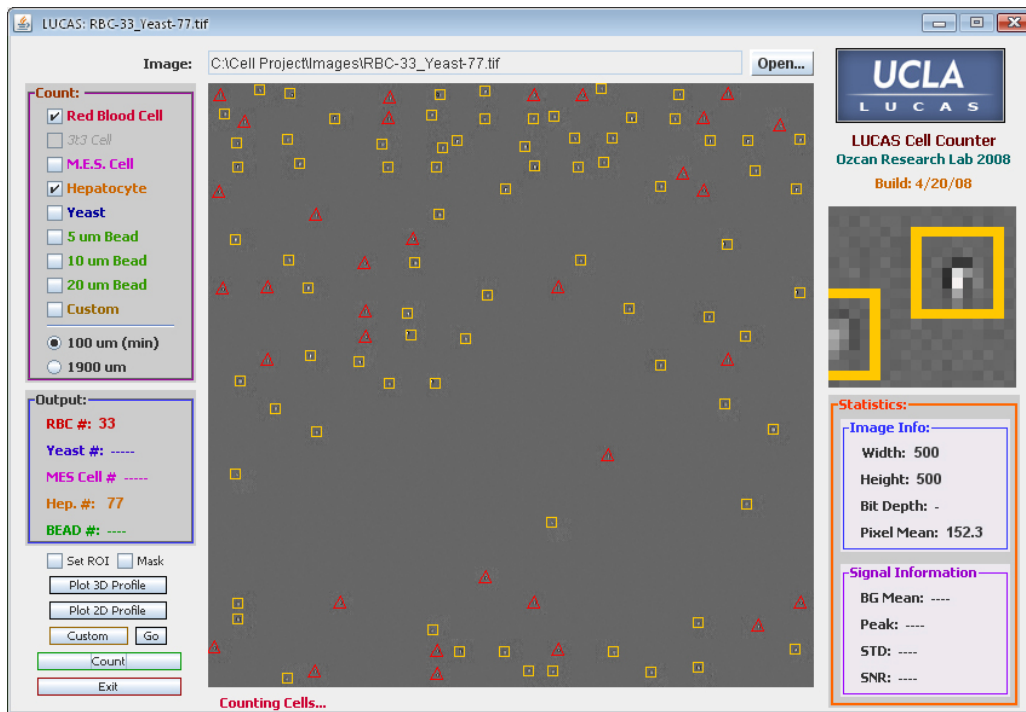 LUCAS: RBC-33_Yeast-77.tif
Image: C:\Cell Project\Images\RBC-33_Yeast-77.tif Open...
Count:
Red Blood Cell
3t3 Cell
M.E.S. Cell
Hepatocyte
Yeast
5 um Bead
10 um Bead
20 um Bead
Custom
100 um (min)
1900 um
Output:
RBC #: 33
Yeast #: -----
MES Cell # -----
Hep. #: 77
BEAD #: ----
Set ROI Mask
Plot 3D Profile
Plot 2D Profile
Custom Go
Count
Exit
Counting Cells...
UCLA
LUCAS
LUCAS Cell Counter
Ozcan Research Lab 2008
Build: 4/20/08
Statistics:
Image Info:
Width: 500
Height: 500
Bit Depth: -
Pixel Mean: 152.3
Signal Information
BG Mean: ----
Peak: ----
STD: ----
SNR: ----